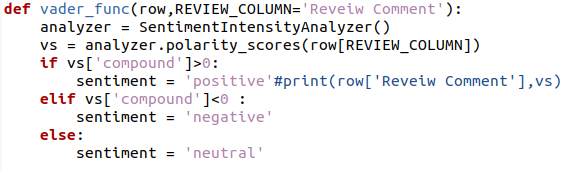 def vader_func(row,REVIEW_COLUMN='Reveiw Comment'):
    analyzer = SentimentIntensityAnalyzer()
    vs = analyzer.polarity_scores(row[REVIEW_COLUMN])
    if vs['compound']>0:
        sentiment = 'positive'#print(row['Reveiw Comment'],vs)
    elif vs['compound']<0 :
        sentiment = 'negative'
    else:
        sentiment = 'neutral'